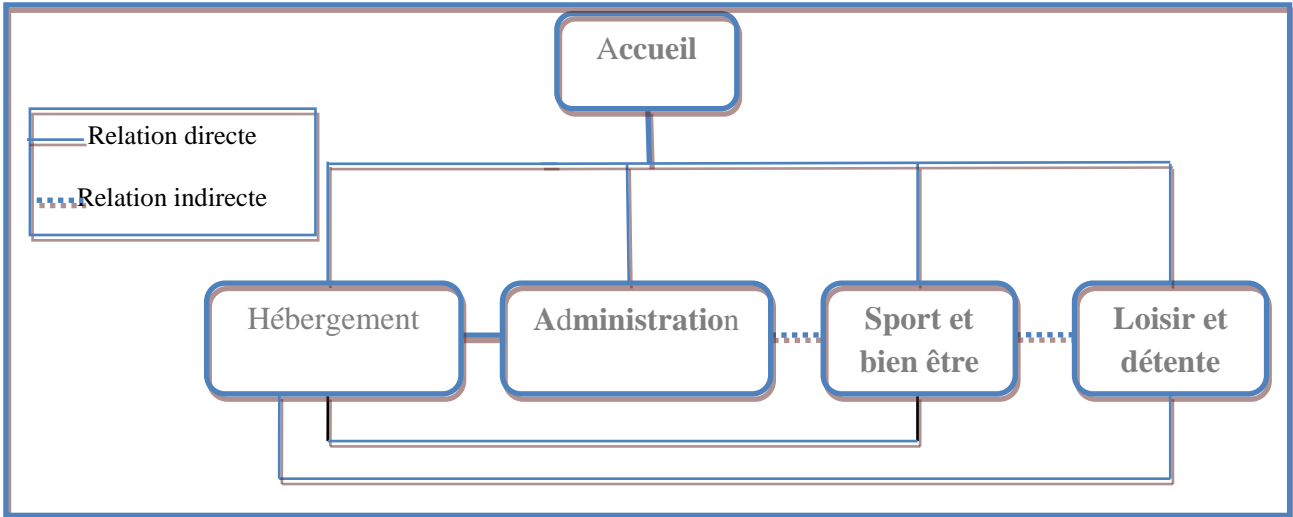 Accueil
Relation directe
Relation indirecte
Hébergement
Administration
Sport et
bien être
Loisir et
détente